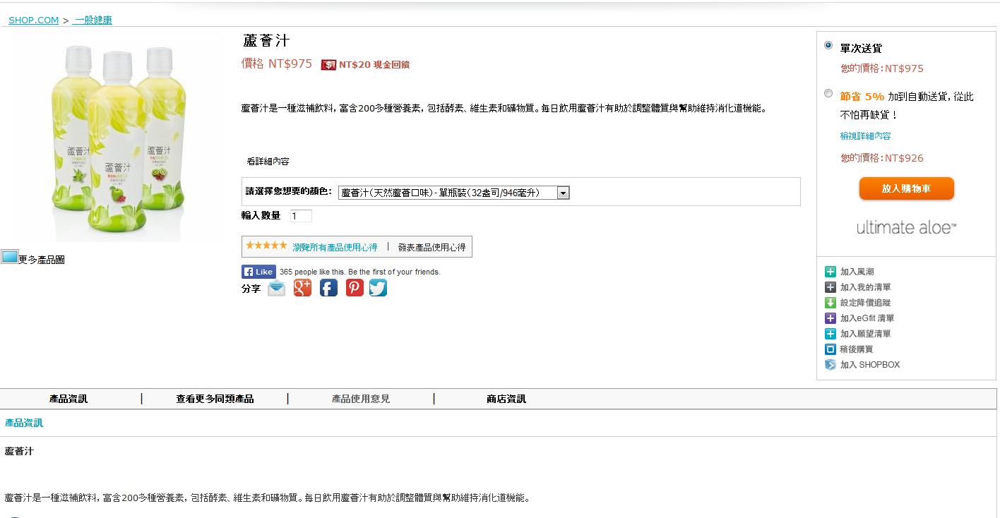 SHOP.COM > 一般健康
蘆薈汁
價格 NT$975 NT$20 現金回饋
蘆薈汁是一種滋補飲料，富含200多種營養素，包括酵素、維生素和礦物質。每日飲用蘆薈汁有助於調整體質與幫助維持消化道機能。
看詳細內容
請選擇您想要的顏色： 蘆薈汁（天然蘆薈口味）- 單瓶裝（32盎司/946毫升）
輸入數量 1
瀏覽所有產品使用心得 | 發表產品使用心得
Like 365 people like this. Be the first of your friends.
分享
蘆薈汁
蘆薈汁
蘆薈汁
更多產品圖
單次送貨
您的價格：NT$975
節省 5% 加到自動送貨，從此
不怕再缺貨！
檢視詳細內容
您的價格：NT$926
放入購物車
ultimate aloe™
加入風潮
加入我的清單
設定降價追蹤
加入eGfit 清單
加入願望清單
稍後購買
加入 SHOPBOX
產品資訊 | 查看更多同類產品 | 產品使用意見 | 商店資訊
產品資訊
蘆薈汁
蘆薈汁是一種滋補飲料，富含200多種營養素，包括酵素、維生素和礦物質。每日飲用蘆薈汁有助於調整體質與幫助維持消化道機能。